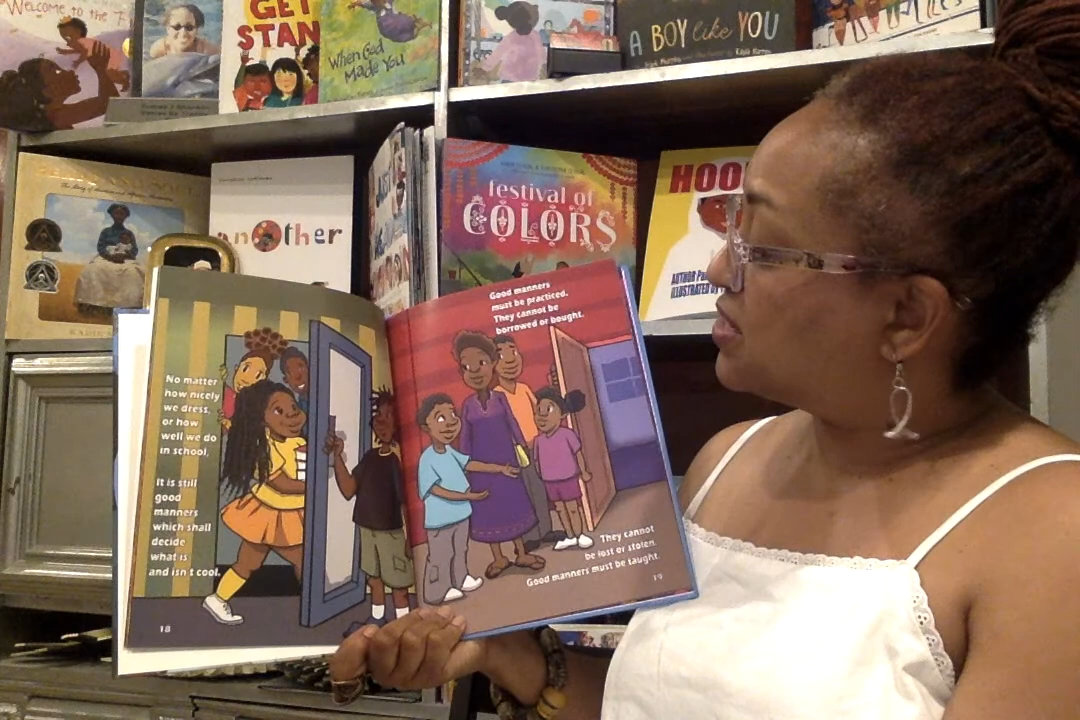 Welcome to the
GET
STAN
When God
Made You
A BOY like YOU
another
festival of
COLORS
HOO
ILLUSTRATED
No matter
how nicely
we dress,
or how
well we do
in school,
It is still
good
manners
which shall
decide
what is
and isn't cool.
18
Good manners
must be practiced.
They cannot be
borrowed or bought.
They cannot
be lost or stolen.
Good manners must be taught.
19